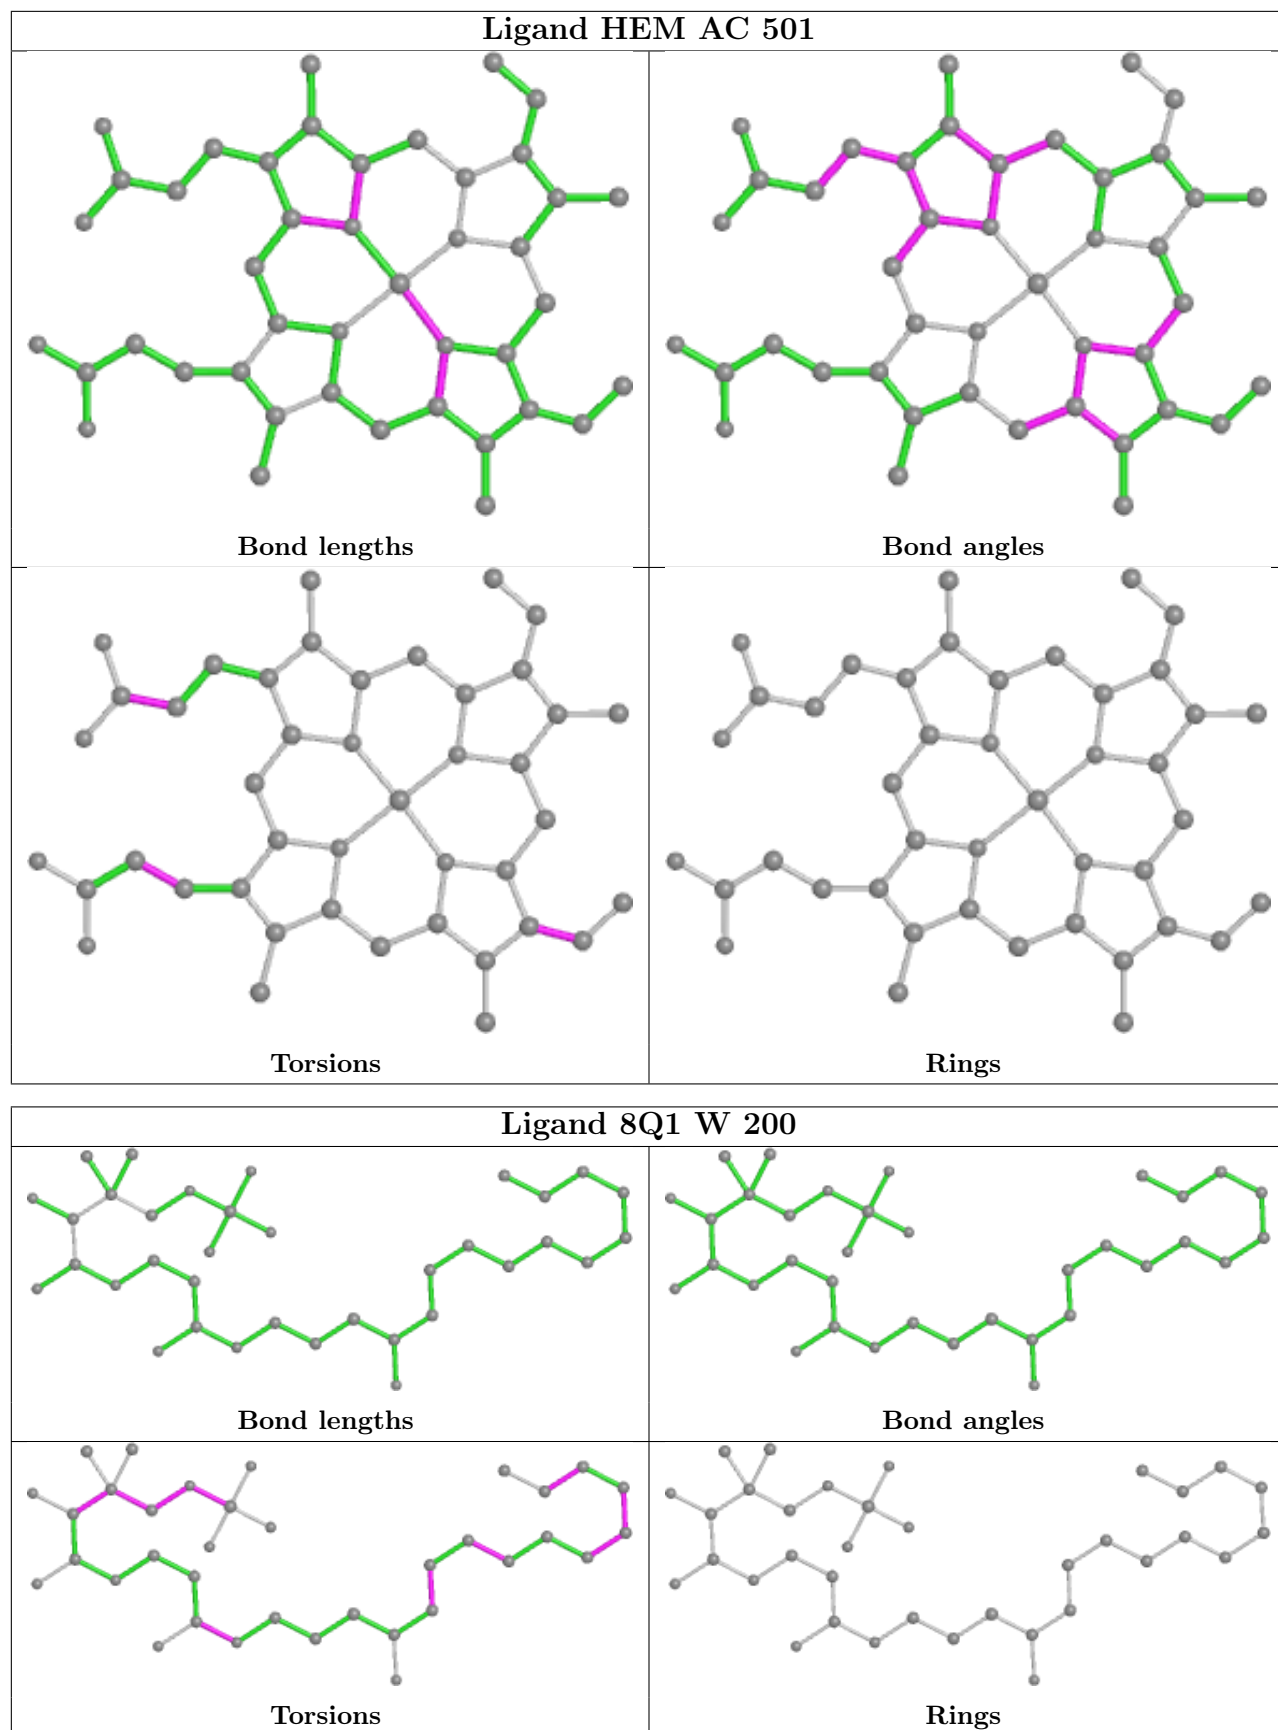 Ligand HEM AC 501
Bond lengths
Bond angles
Torsions
Rings
Ligand 8Q1 W 200
Bond lengths
Bond angles
Torsions
Rings